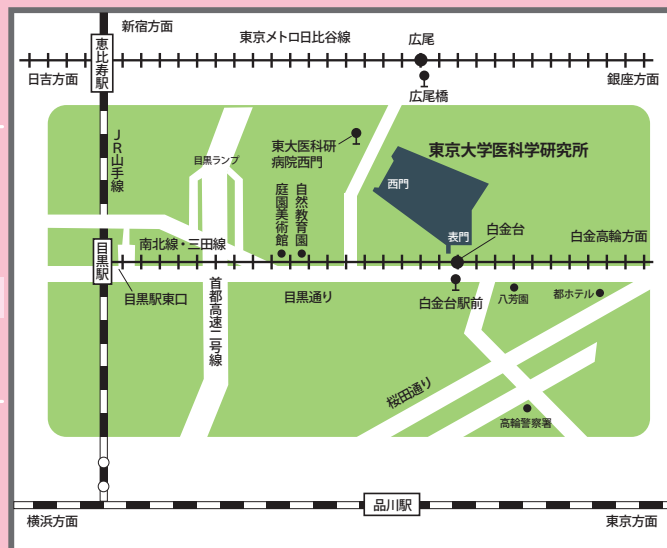 新宿方面
東京メトロ日比谷線
広尾
恵比寿駅
日吉方面
銀座方面
広尾橋
JR山手線
東大医科研
病院西門
目黒ランプ
東京大学医科学研究所
西門
自然教育園
庭園美術館
表門
白金台
白金高輪方面
南北線・三田線
目黒駅
目黒駅東口
首都高速二号線
目黒通り
白金台駅前
八芳園
都ホテル
桜田通り
高輪警察署
品川駅
横浜方面
東京方面